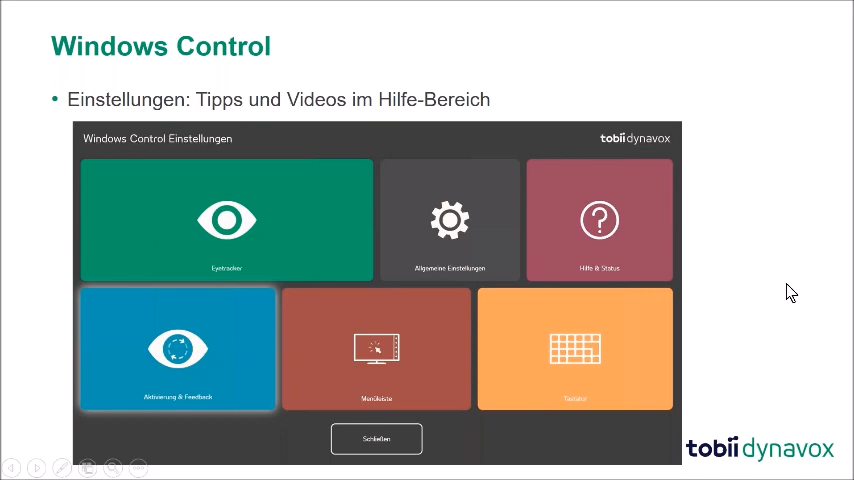 Windows Control
• Einstellungen: Tipps und Videos im Hilfe-Bereich
Windows Control Einstellungen
tobii dynavox
Eyetracker
Allgemeine Einstellungen
Hilfe & Status
Aktivierung & Feedback
Menüleiste
Tastatur
Schließen
tobii dynavox